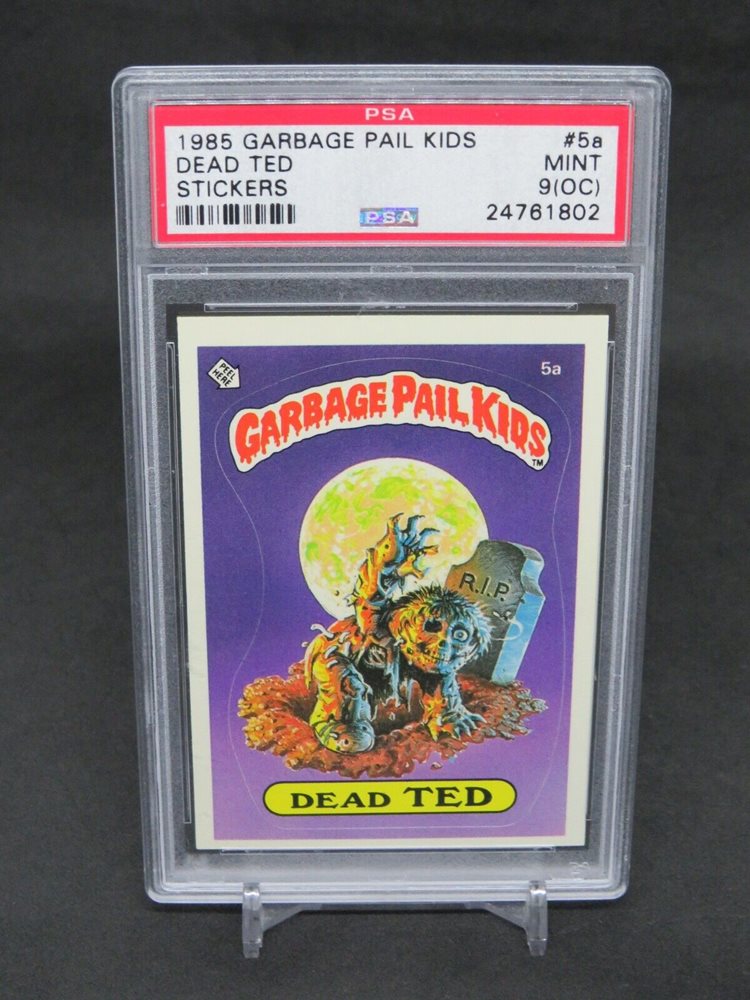 PSA
1985 GARBAGE PAIL KIDS #5a
DEAD TED MINT
STICKERS 9(OC)
PSA 24761802
PEEL
HERE
5a
GARBAGE PAIL KIDS
TM
R.I.P.
DEAD TED